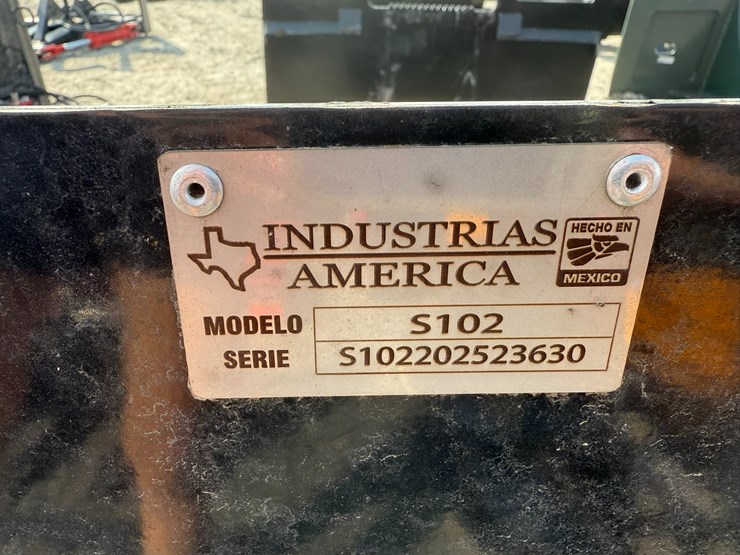 INDUSTRIAS
AMERICA
HECHO EN
MEXICO
MODELO S102
SERIE S102202523630